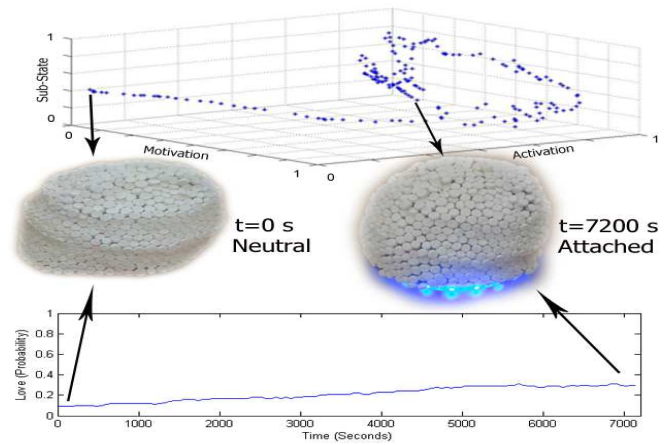 1
Sub-State
0
0
Motivation
1
0
Activation
1
t=0 s
Neutral
t=7200 s
Attached
1
0.8
0.6
0.4
0.2
0
Love (Probability)
0
1000
2000
3000
4000
5000
6000
7000
Time (Seconds)